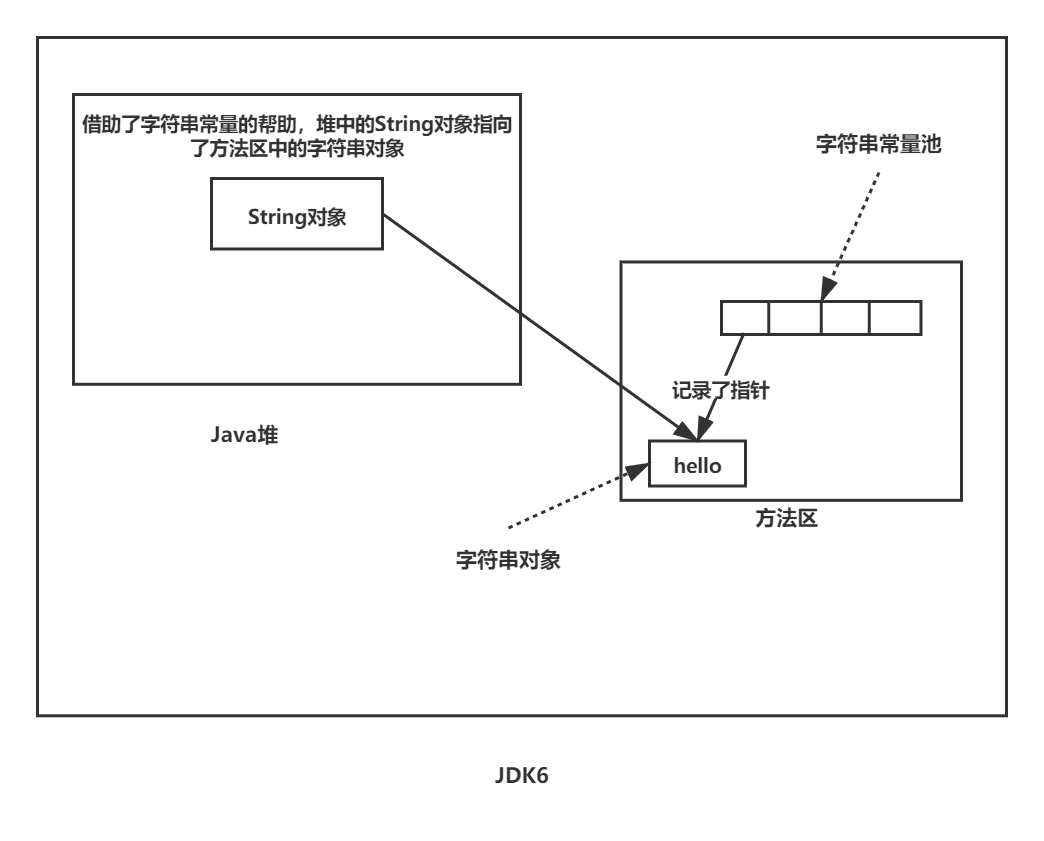 借助了字符串常量的帮助，堆中的String对象指向
了方法区中的字符串对象
String对象
Java堆
字符串常量池
记录了指针
hello
方法区
字符串对象
JDK6